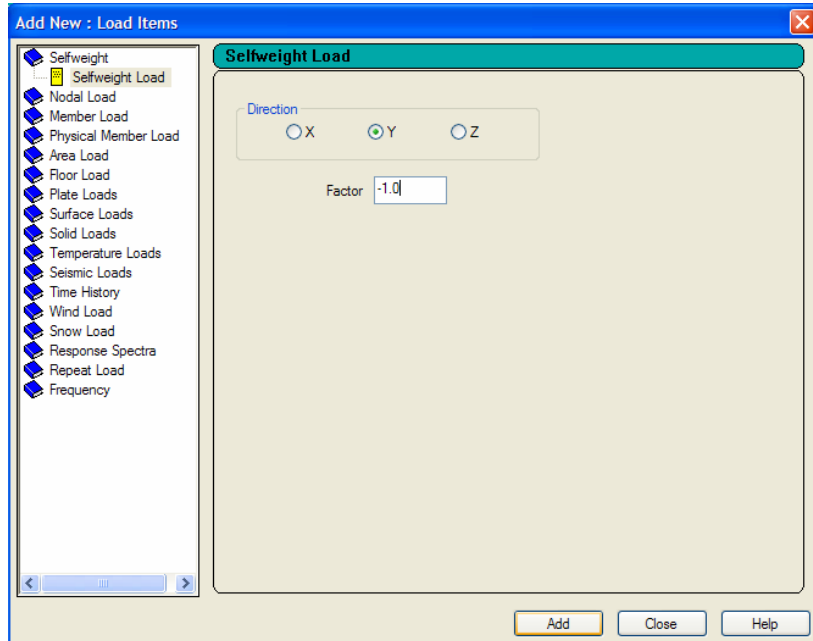 Add New : Load Items
Selfweight
Selfweight Load
Nodal Load
Member Load
Physical Member Load
Area Load
Floor Load
Plate Loads
Surface Loads
Solid Loads
Temperature Loads
Seismic Loads
Time History
Wind Load
Snow Load
Response Spectra
Repeat Load
Frequency
Selfweight Load
Direction
X Y Z
Factor -1.0
Add Close Help